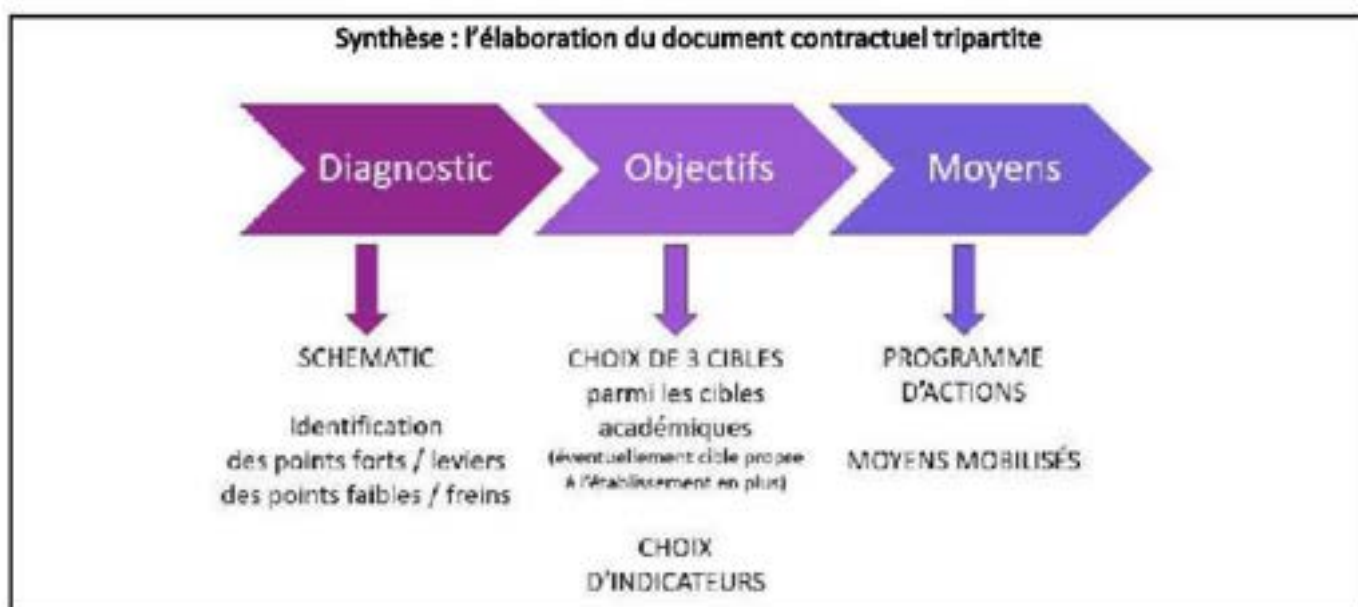 Synthèse : l'élaboration du document contractuel tripartite
Diagnostic
Objectifs
Moyens
SCHEMATIC
Identification
des points forts / leviers
des points faibles / freins
CHOIX DE 3 CIBLES
parmi les cibles
académiques
(éventuellement cible propre
à l'établissement en plus)
CHOIX
D'INDICATEURS
PROGRAMME
D'ACTIONS
MOYENS MOBILISÉS